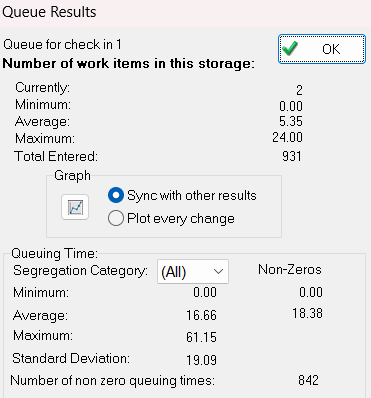 Queue Results
Queue for check in 1
OK
Number of work items in this storage:
Currently: 2
Minimum: 0.00
Average: 5.35
Maximum: 24.00
Total Entered: 931
Graph
Sync with other results
Plot every change
Queuing Time:
Segregation Category: (All) Non-Zeros
Minimum: 0.00 0.00
Average: 16.66 18.38
Maximum: 61.15
Standard Deviation: 19.09
Number of non zero queuing times: 842